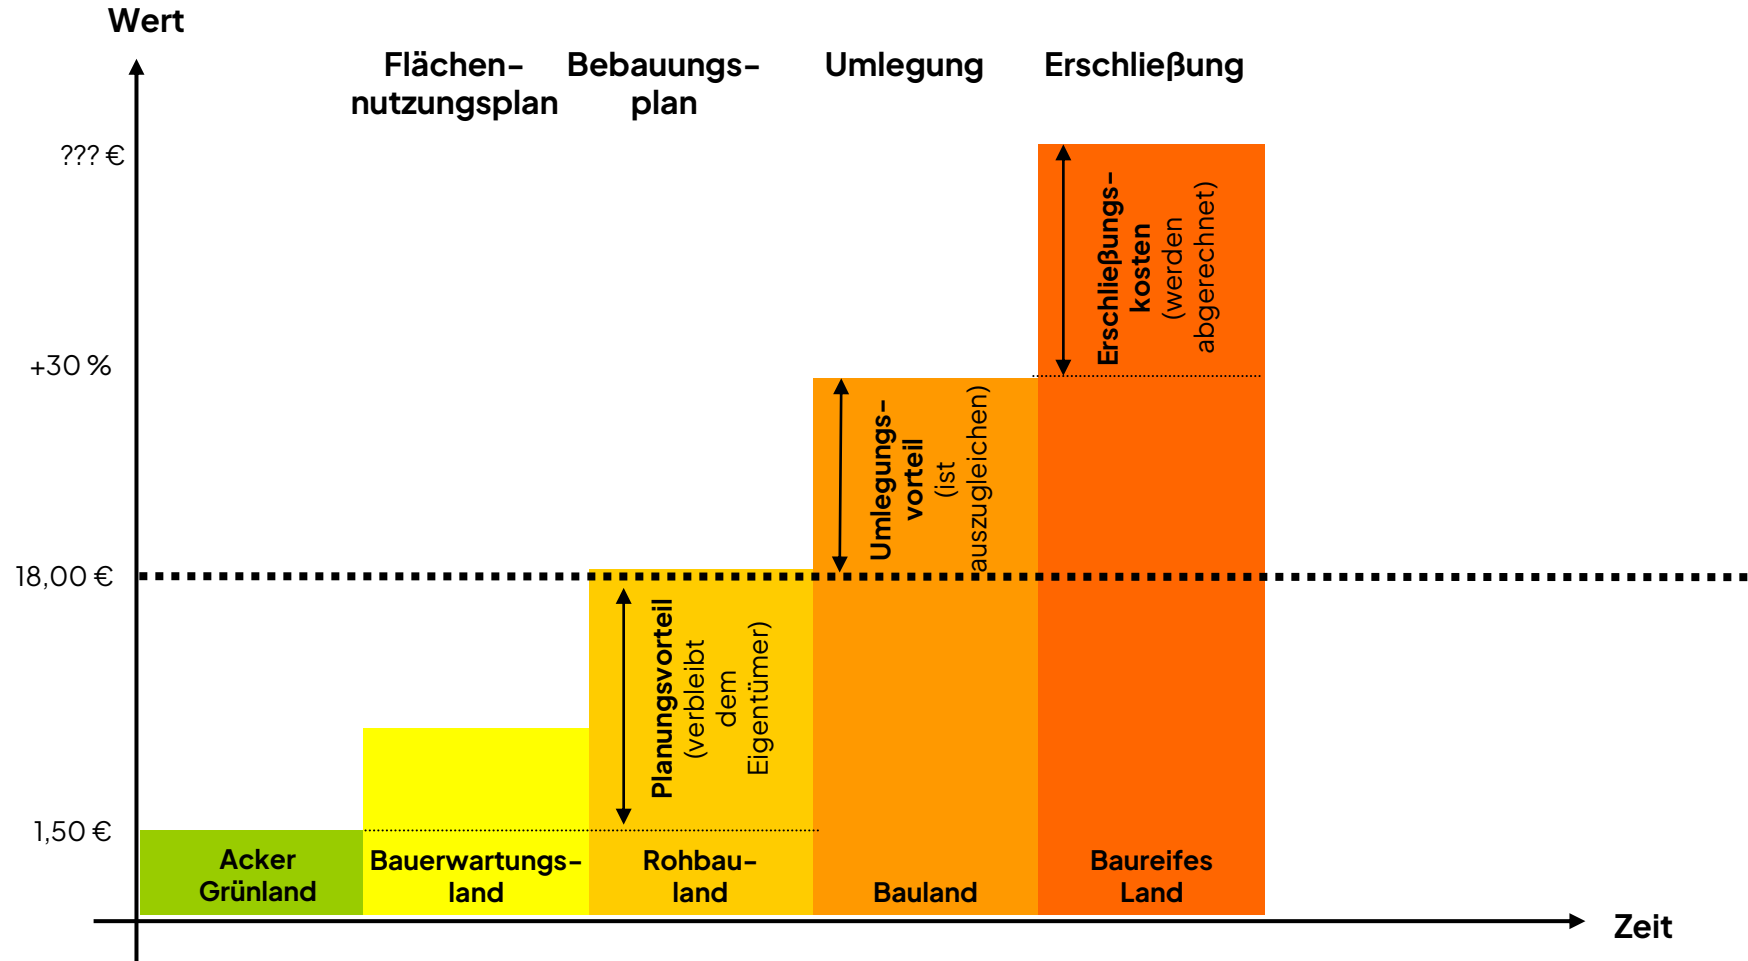 Wert
Flächen-
nutzungsplan
Bebauungs-
plan
Umlegung
Erschließung
??? €
+30 %
18,00 €
1,50 €
Erschließungs-
kosten
(werden
abgerechnet)
Umlegungs-
vorteil
(ist
auszugleichen)
Planungsvorteil
(verbleibt
dem
Eigentümer)
Acker
Grünland
Bauerwartungs-
land
Rohbau-
land
Bauland
Baureifes
Land
Zeit